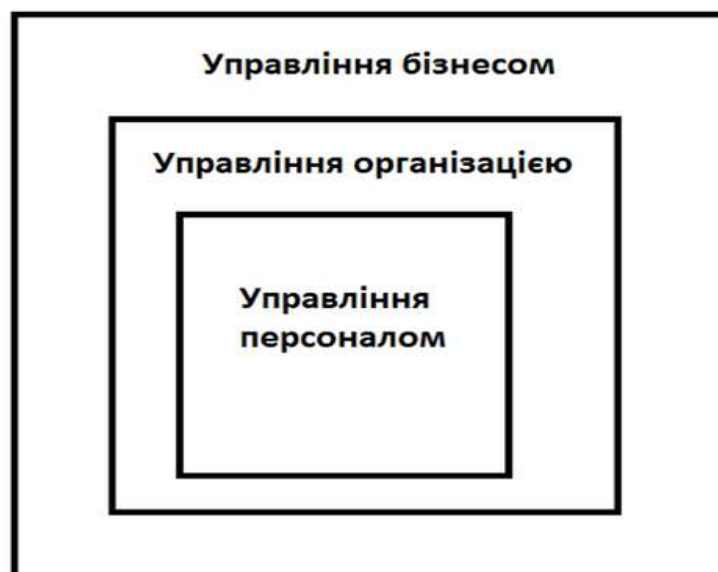 Управління бізнесом
Управління організацією
Управління
персоналом